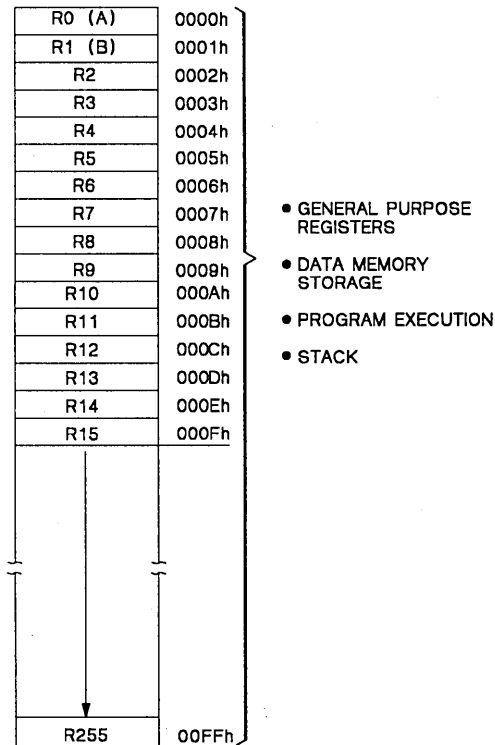 R0 (A) 0000h
R1 (B) 0001h
R2 0002h
R3 0003h
R4 0004h
R5 0005h
R6 0006h
R7 0007h
R8 0008h
R9 0009h
R10 000Ah
R11 000Bh
R12 000Ch
R13 000Dh
R14 000Eh
R15 000Fh
R255 00FFh
• GENERAL PURPOSE
REGISTERS
• DATA MEMORY
STORAGE
• PROGRAM EXECUTION
• STACK